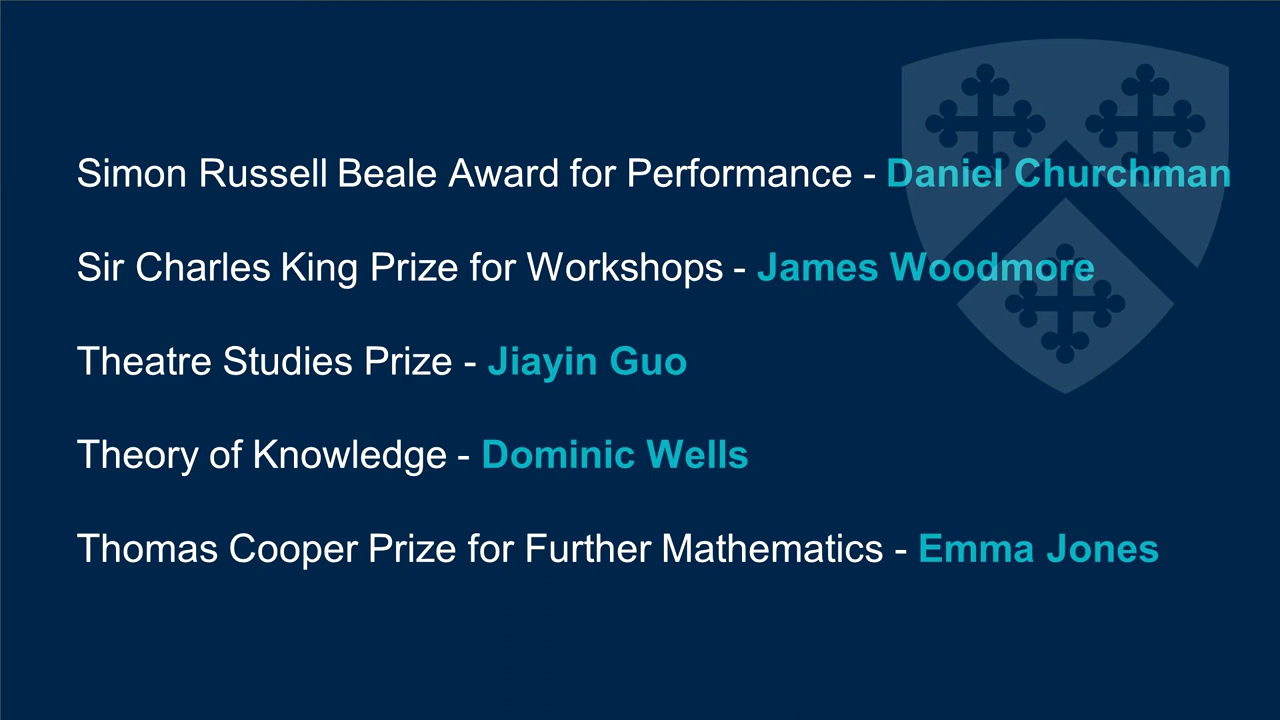 Simon Russell Beale Award for Performance - Daniel Churchman
Sir Charles King Prize for Workshops - James Woodmore
Theatre Studies Prize - Jiayin Guo
Theory of Knowledge - Dominic Wells
Thomas Cooper Prize for Further Mathematics - Emma Jones